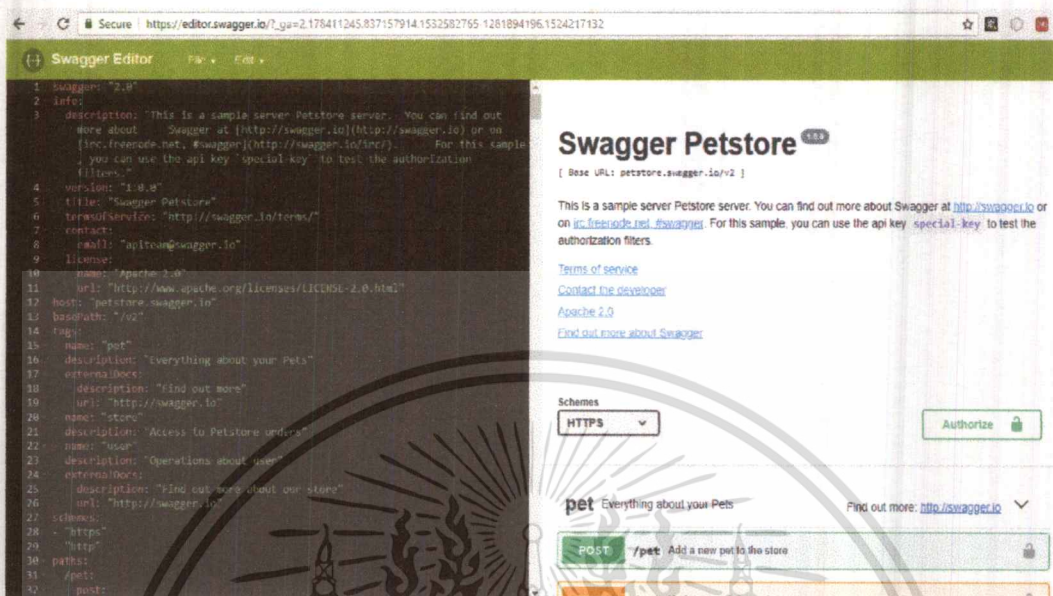 Secure https://editor.swagger.io/?_ga=2.178411245.837157914.1532582765-1281894196.1524217132
Swagger Editor File Edit
1 swagger: "2.0"
2 info:
3 description: "This is a sample server Petstore server. You can find out
more about Swagger at [http://swagger.io](http://swagger.io) or on
[irc.freenode.net, #swagger](http://swagger.io/irc/). For this sample
, you can use the api key `special-key` to test the authorization
filters."
4 version: "1.0.0"
5 title: "Swagger Petstore"
6 termsOfService: "http://swagger.io/terms/"
7 contact:
8 email: "apiteam@swagger.io"
9 license:
10 name: "Apache 2.0"
11 url: "http://www.apache.org/licenses/LICENSE-2.0.html"
12 host: "petstore.swagger.io"
13 basePath: "/v2"
14 tags:
15 name: "pet"
16 description: "Everything about your Pets"
17 externalDocs:
18 description: "Find out more"
19 url: "http://swagger.io"
20 name: "store"
21 description: "Access to Petstore orders"
22 name: "user"
23 description: "Operations about user"
24 externalDocs:
25 description: "Find out more about our store"
26 url: "http://swagger.io"
27 schemes:
28 - "https"
29 "http"
30 paths:
31 /pet:
32 post:
Swagger Petstore 1.0.0
[ Base URL: petstore.swagger.io/v2 ]
This is a sample server Petstore server. You can find out more about Swagger at http://swagger.io or
on irc.freenode.net, #swagger. For this sample, you can use the api key special-key to test the
authorization filters.
Terms of service
Contact the developer
Apache 2.0
Find out more about Swagger
Schemes
HTTPS
Authorize
pet Everything about your Pets Find out more: http://swagger.io
POST /pet Add a new pet to the store